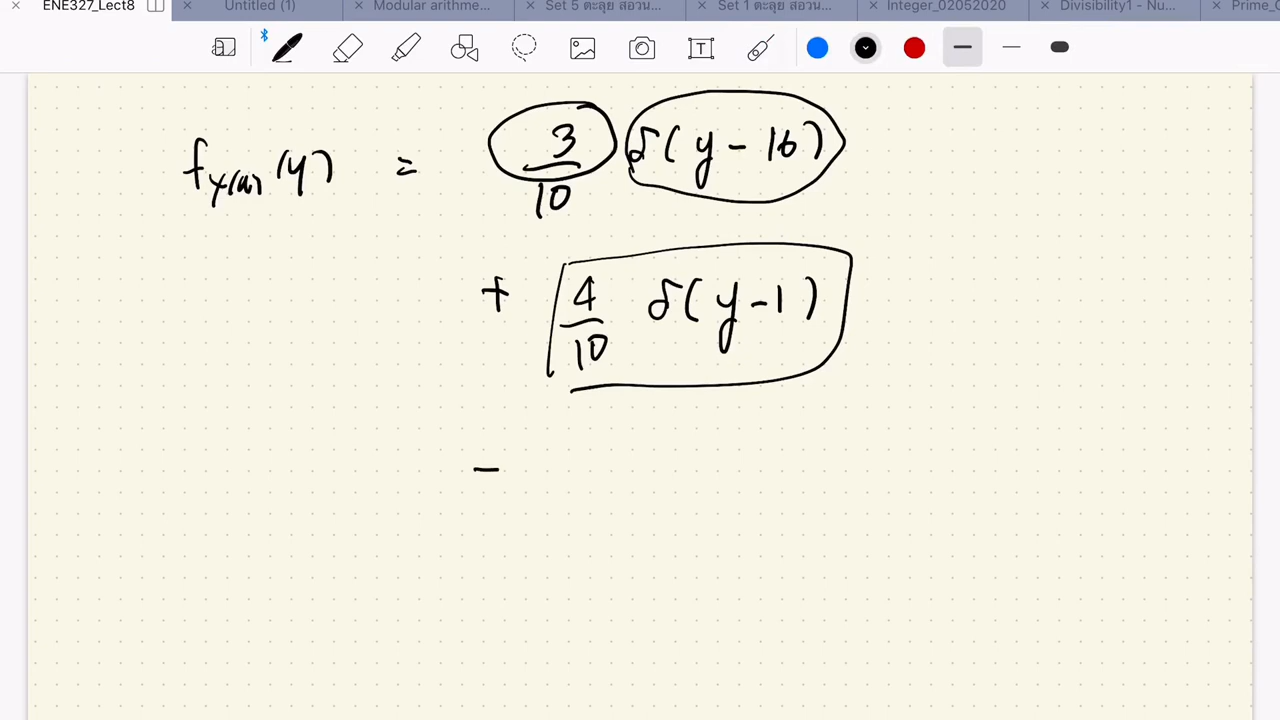 ENE327_Lect8 Untitled (1) Modular arithme... Set 5 ตะลุย สอวน... Set 1 ตะลุย สอวน... Integer_02052020 Divisibility1 - Nu... Prime_C
T
f (y) = 3/10 δ(y - 16)
+ 4/10 δ(y - 1)
-